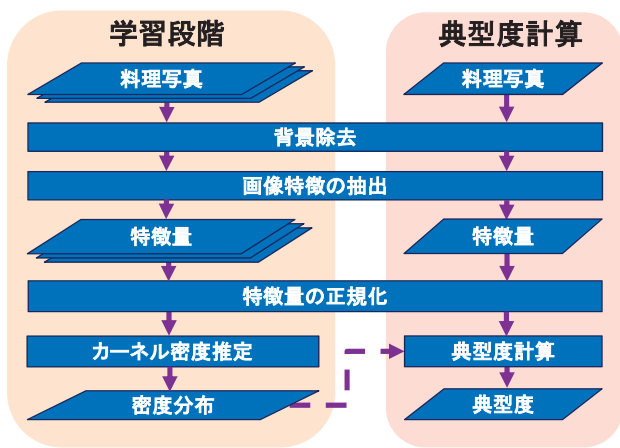 学習段階
典型度計算
料理写真
料理写真
背景除去
画像特徴の抽出
特徴量
特徴量
特徴量の正規化
カーネル密度推定
典型度計算
密度分布
典型度